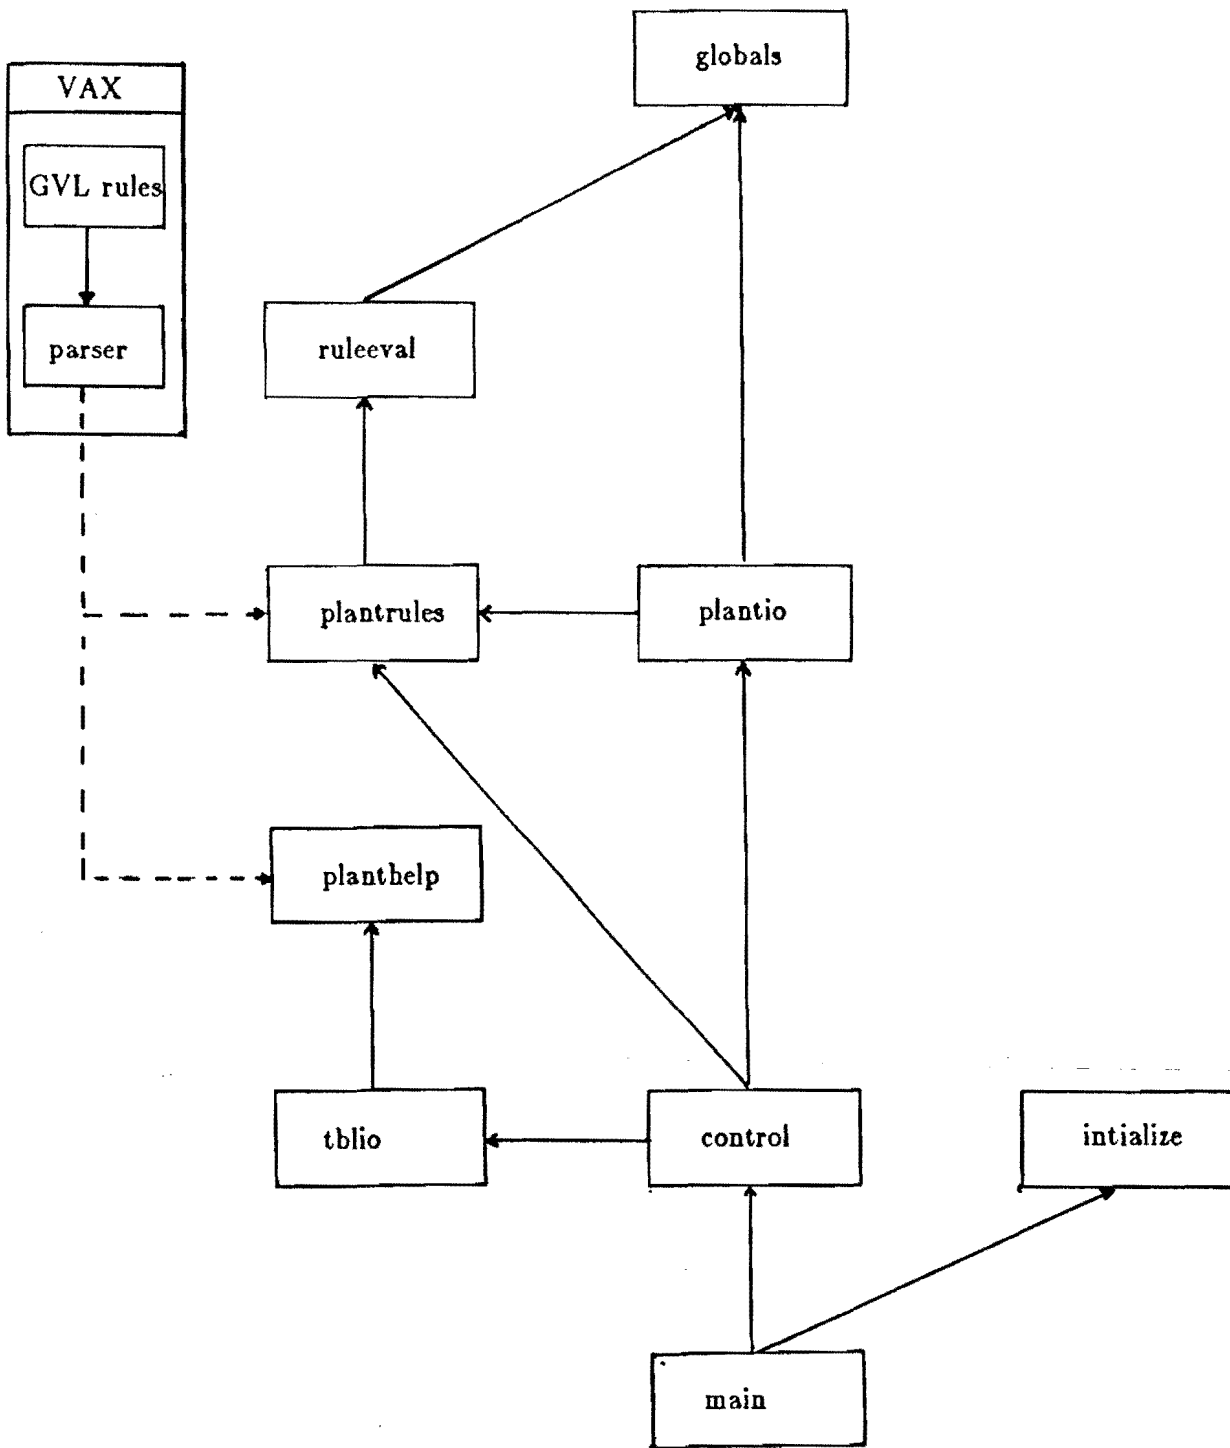 globals
VAX
GVL rules
parser
ruleeval
plantrules
plantio
planthelp
tblio
control
intialize
main